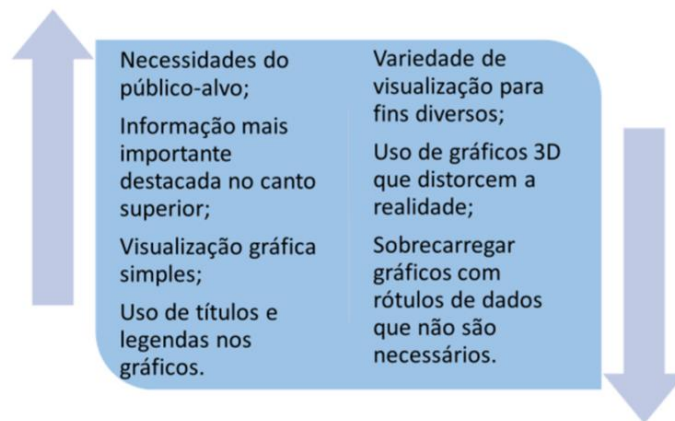 Necessidades do
público-alvo;
Informação mais
importante
destacada no canto
superior;
Visualização gráfica
simples;
Uso de títulos e
legendas nos
gráficos.
Variedade de
visualização para
fins diversos;
Uso de gráficos 3D
que distorcem a
realidade;
Sobrecarregar
gráficos com
rótulos de dados
que não são
necessários.